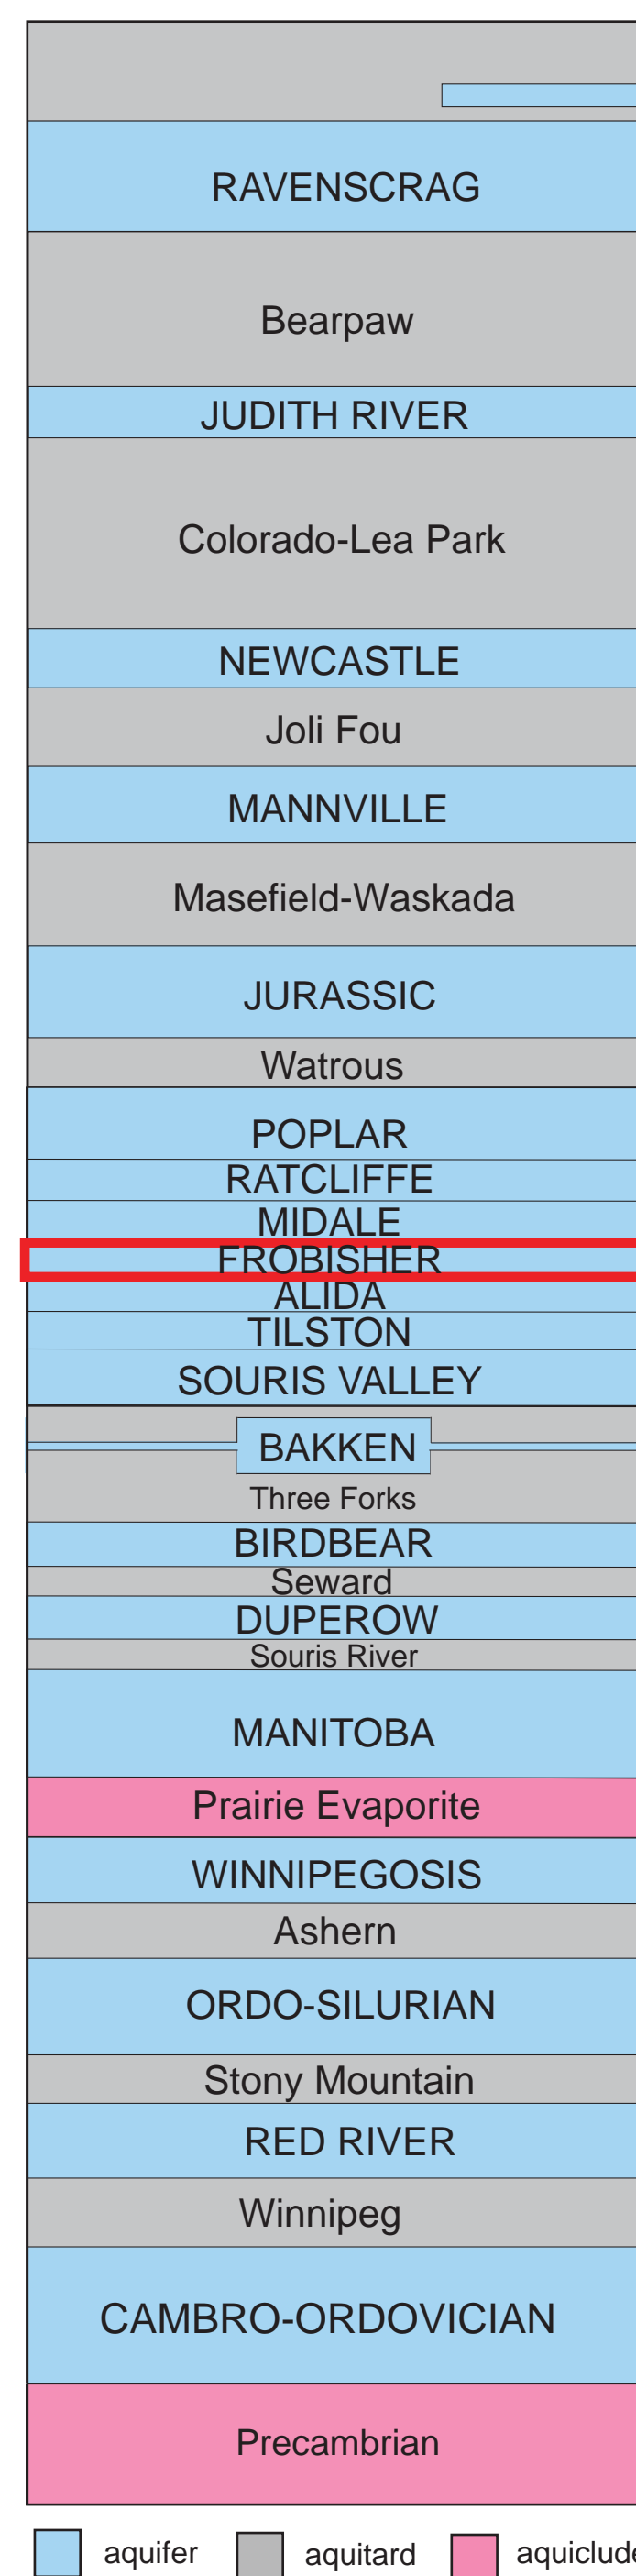 RAVENSCRAG
Bearpaw
JUDITH RIVER
Colorado-Lea Park
NEWCASTLE
Joli Fou
MANNVILLE
Masefield-Waskada
JURASSIC
Watrous
POPLAR
RATCLIFFE
MIDALE
FROBISHER
ALIDA
TILSTON
SOURIS VALLEY
BAKKEN
Three Forks
BIRDBEAR
Seward
DUPEROW
Souris River
MANITOBA
Prairie Evaporite
WINNIPEGOSIS
Ashern
ORDO-SILURIAN
Stony Mountain
RED RIVER
Winnipeg
CAMBRO-ORDOVICIAN
Precambrian
aquifer aquitard aquiclude